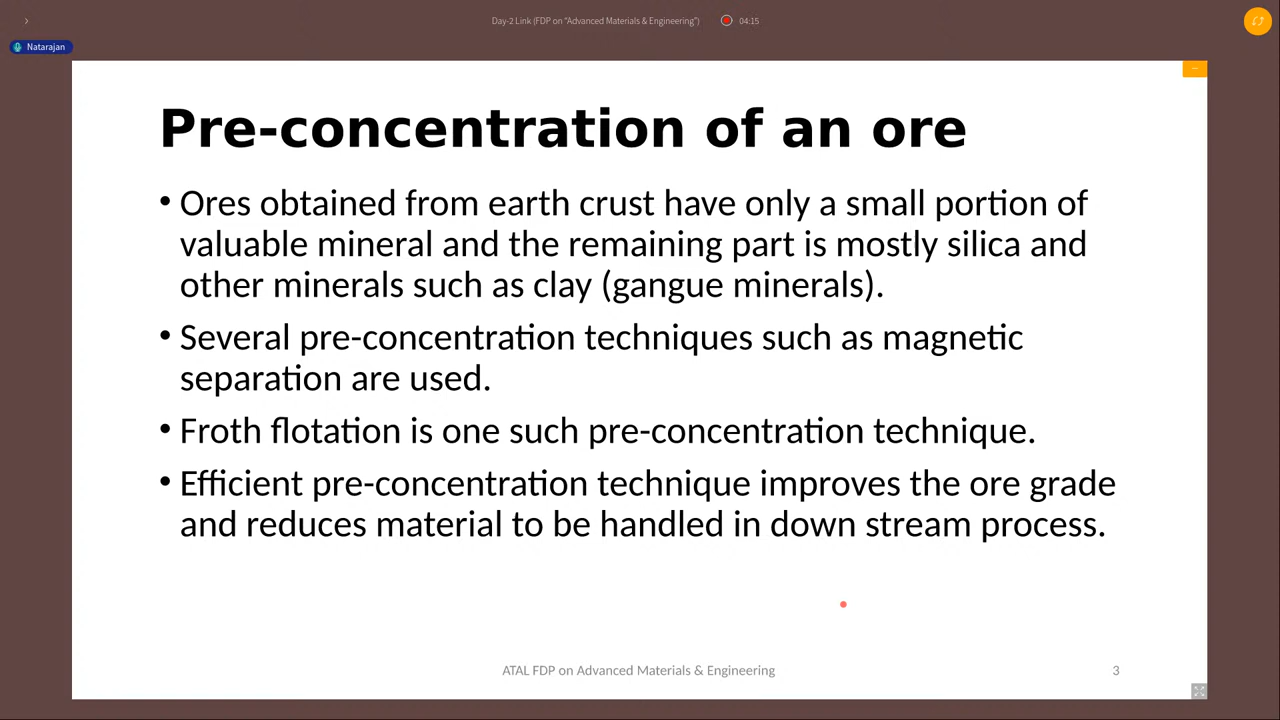 Day-2 Link (FDP on "Advanced Materials & Engineering") 04:15
Natarajan
Pre-concentration of an ore
• Ores obtained from earth crust have only a small portion of
valuable mineral and the remaining part is mostly silica and
other minerals such as clay (gangue minerals).
• Several pre-concentration techniques such as magnetic
separation are used.
• Froth flotation is one such pre-concentration technique.
• Efficient pre-concentration technique improves the ore grade
and reduces material to be handled in down stream process.
ATAL FDP on Advanced Materials & Engineering 3